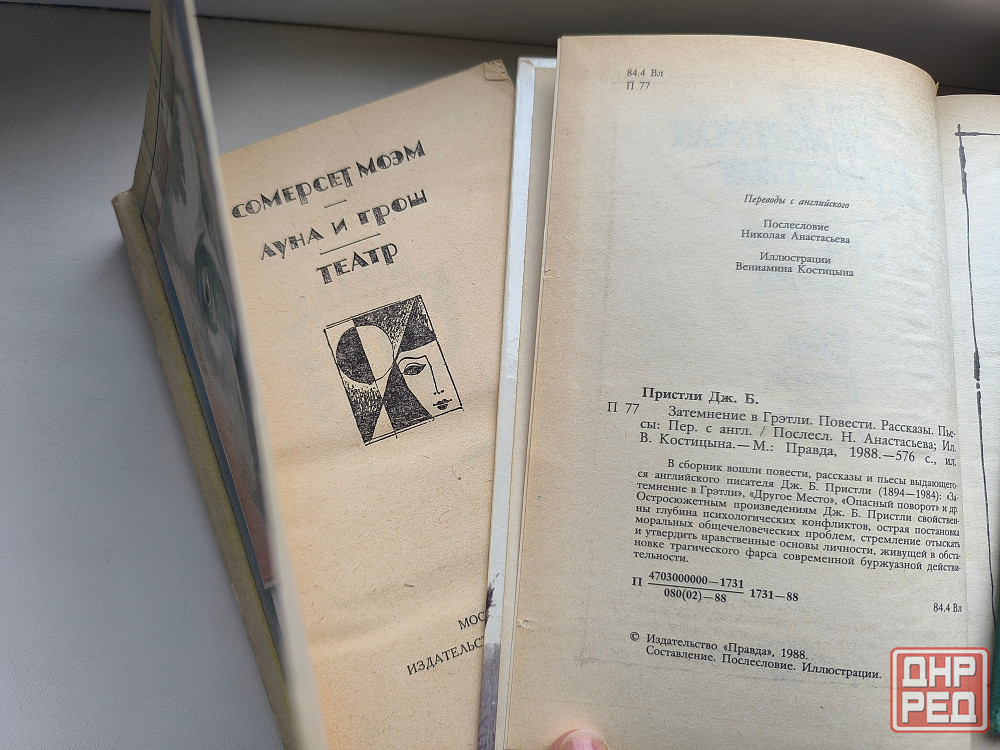 СОМЕРСЕТ МОЭМ
ЛУНА И ГРОШ
ТЕАТР
МОС
ИЗДАТЕЛЬСТ
84.4 Вл
П 77
Переводы с английского
Послесловие
Николая Анастасьева
Иллюстрации
Вениамина Костицына
Пристли Дж. Б.
П 77 Затемнение в Грэтли. Повести. Рассказы. Пье-
сы: Пер. с англ. / Послесл. Н. Анастасьева; Ил.
В. Костицына.— М.: Правда, 1988.—576 с., ил.
В сборник вошли повести, рассказы и пьесы выдающего-
ся английского писателя Дж. Б. Пристли (1894—1984): «За-
темнение в Грэтли», «Другое Место», «Опасный поворот» и др.
Остросюжетным произведениям Дж. Б. Пристли свойствен-
ны глубина психологических конфликтов, острая постановка
моральных общечеловеческих проблем, стремление отыскать
и утвердить нравственные основы личности, живущей в обста-
новке трагического фарса современной буржуазной действи-
тельности.
П 4703000000—1731
080(02)—88 1731—88
84.4 Вл
© Издательство «Правда», 1988.
Составление. Послесловие. Иллюстрации.
ДНР
РЕД